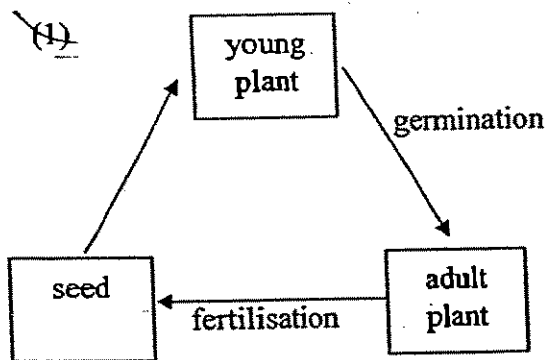 (1)
young
plant
germination
seed
adult
plant
fertilisation